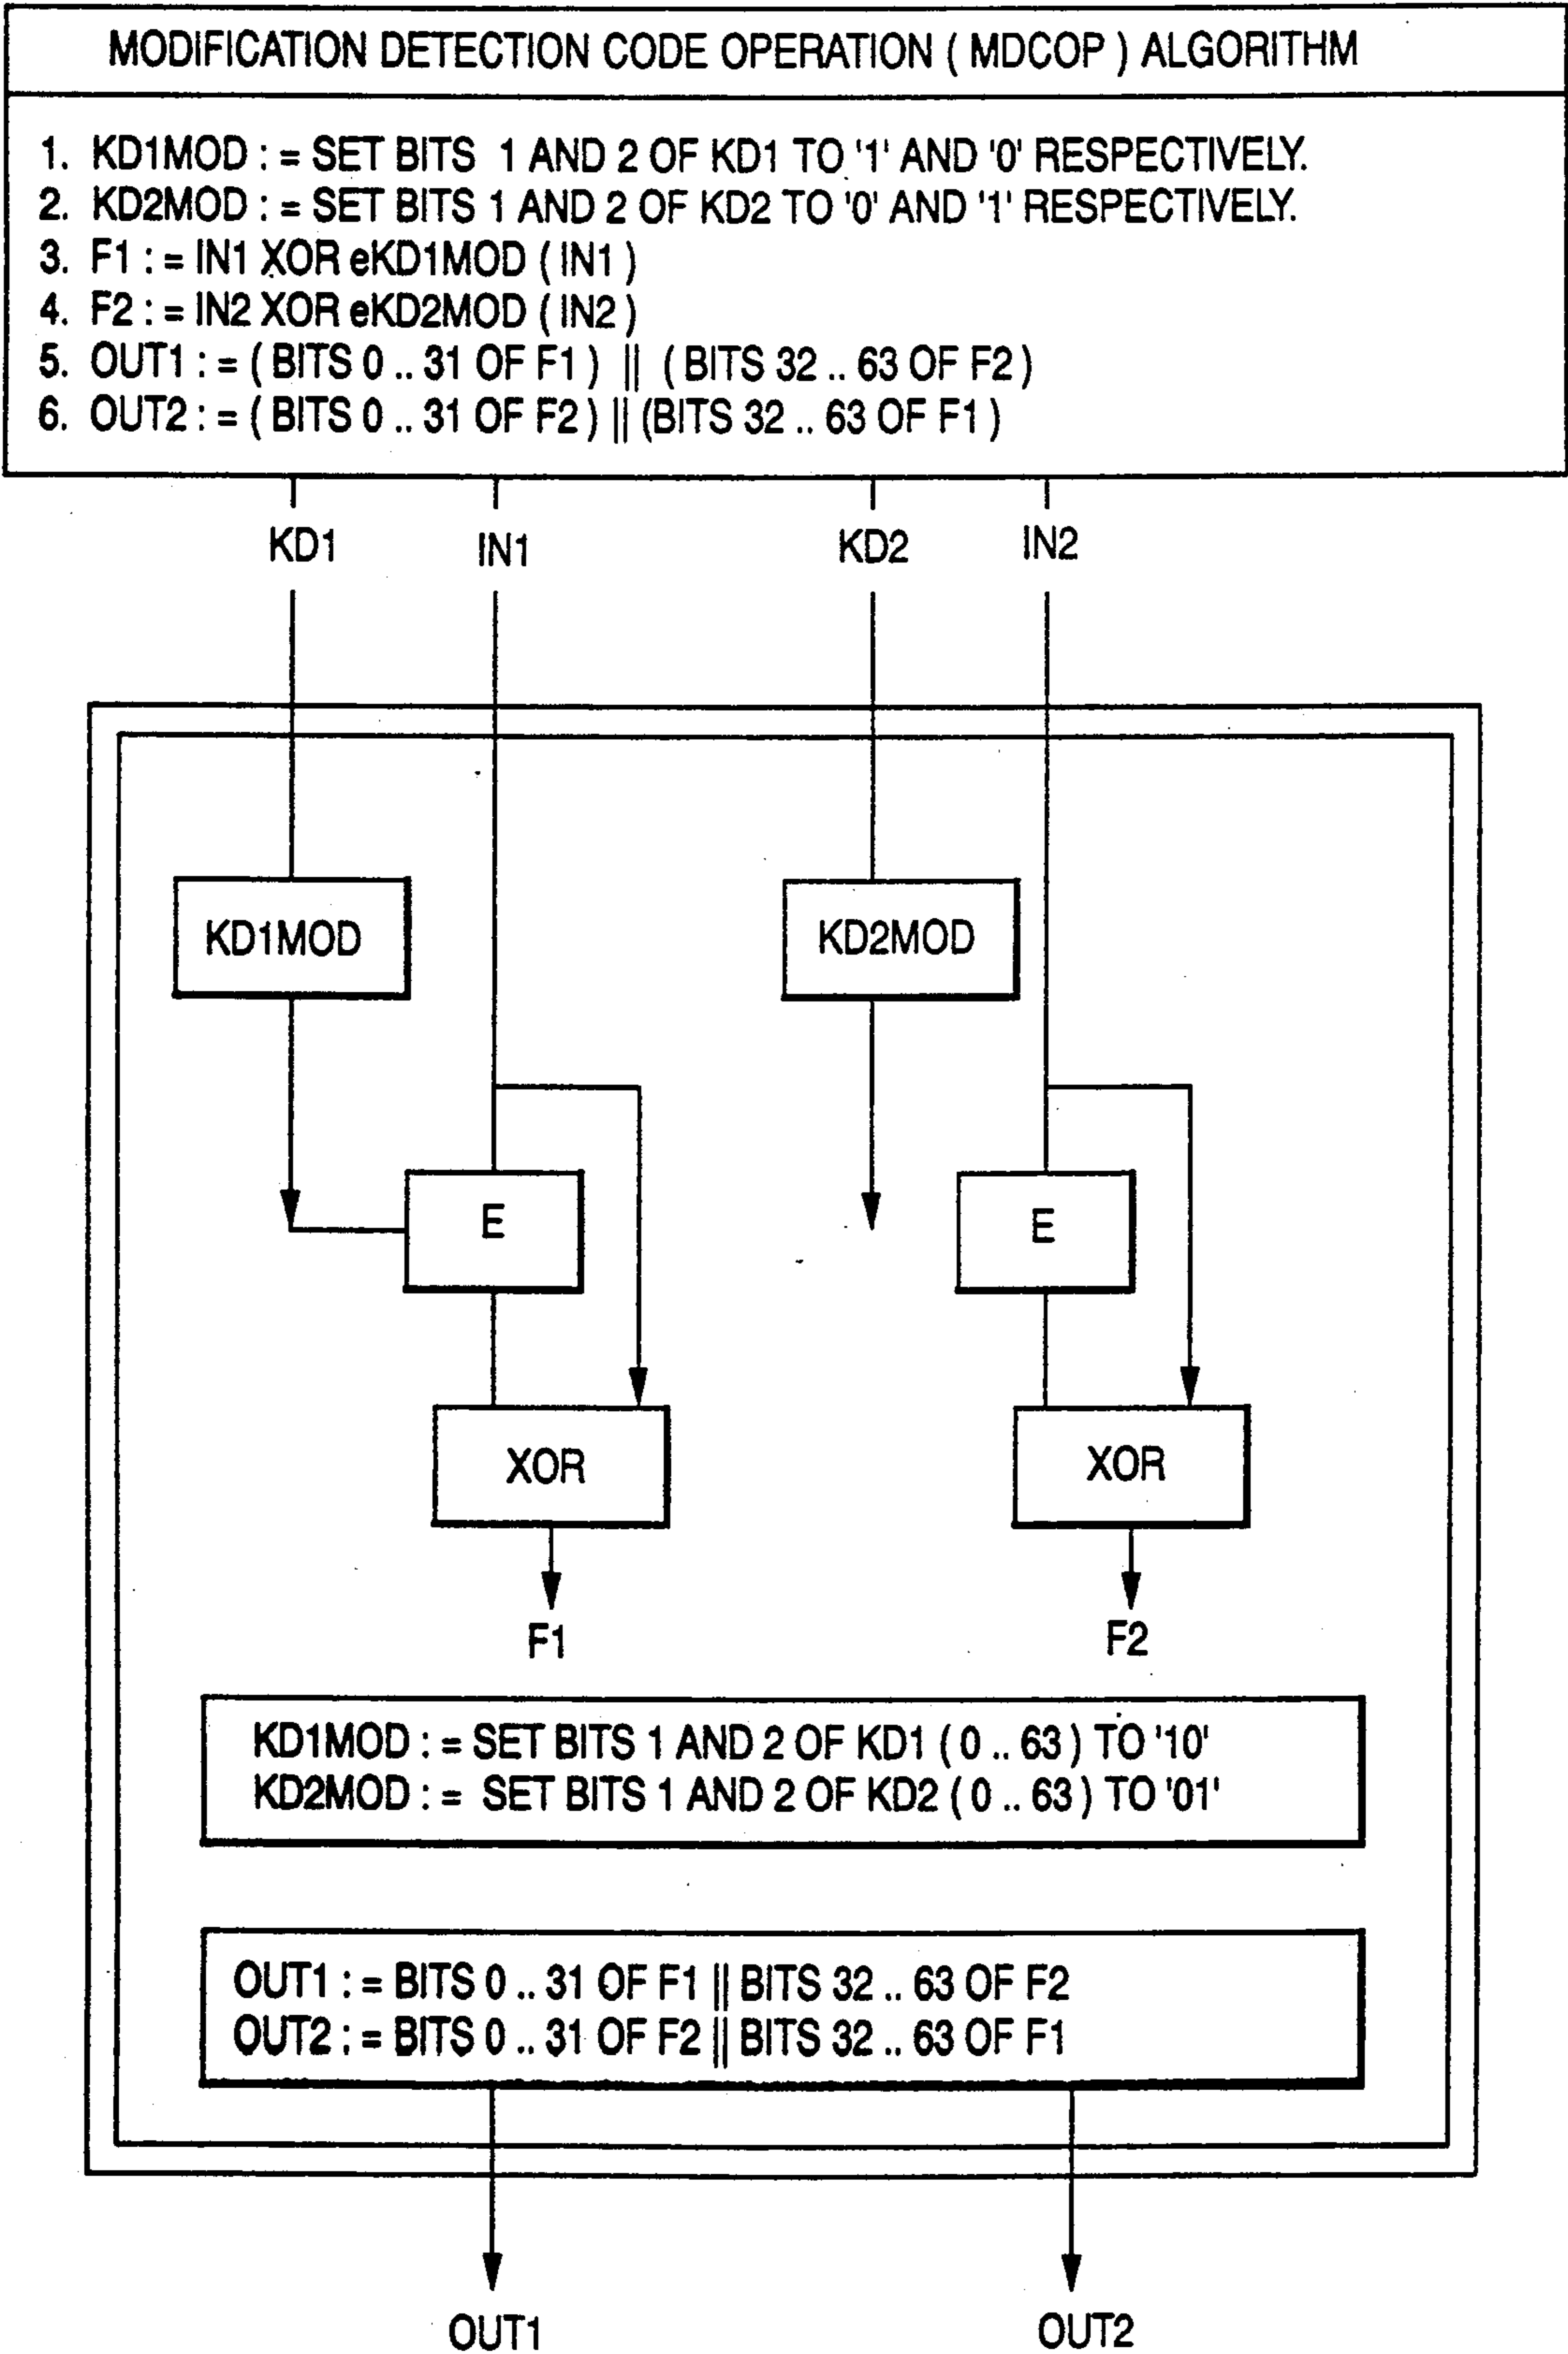 MODIFICATION DETECTION CODE OPERATION ( MDCOP ) ALGORITHM
1. KD1MOD : = SET BITS 1 AND 2 OF KD1 TO '1' AND '0' RESPECTIVELY.
2. KD2MOD : = SET BITS 1 AND 2 OF KD2 TO '0' AND '1' RESPECTIVELY.
3. F1 : = IN1 XOR eKD1MOD ( IN1 )
4. F2 : = IN2 XOR eKD2MOD ( IN2 )
5. OUT1 : = ( BITS 0 .. 31 OF F1 ) || ( BITS 32 .. 63 OF F2 )
6. OUT2 : = ( BITS 0 .. 31 OF F2 ) || (BITS 32 .. 63 OF F1 )
KD1 IN1 KD2 IN2
KD1MOD KD2MOD
E E
XOR XOR
F1 F2
KD1MOD : = SET BITS 1 AND 2 OF KD1 ( 0 .. 63 ) TO '10'
KD2MOD : = SET BITS 1 AND 2 OF KD2 ( 0 .. 63 ) TO '01'
OUT1 : = BITS 0 .. 31 OF F1 || BITS 32 .. 63 OF F2
OUT2 : = BITS 0 .. 31 OF F2 || BITS 32 .. 63 OF F1
OUT1 OUT2